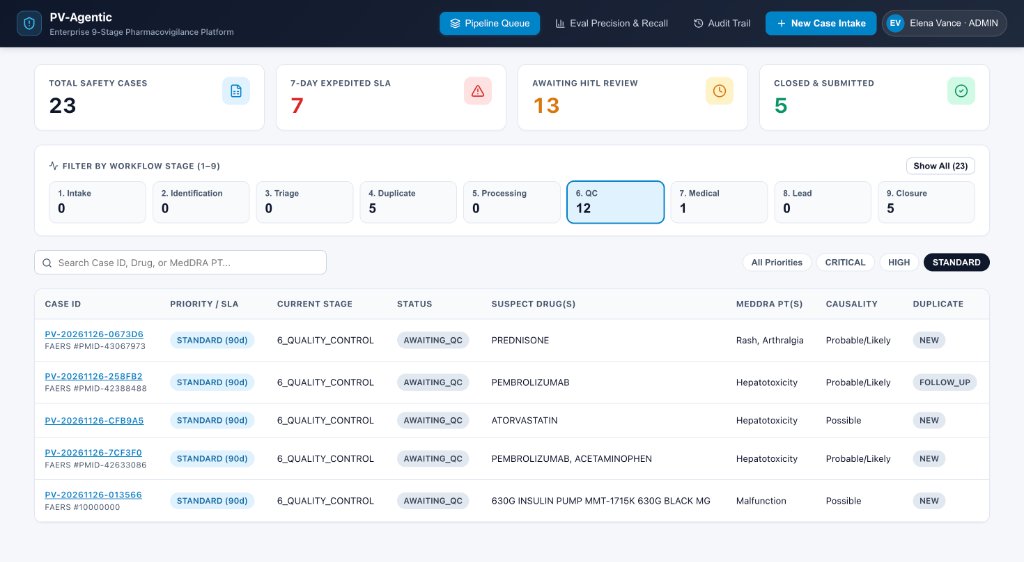 PV-Agentic
Enterprise 9-Stage Pharmacovigilance Platform
Pipeline Queue
Eval Precision & Recall
Audit Trail
+ New Case Intake
EV
Elena Vance · ADMIN
TOTAL SAFETY CASES
23
7-DAY EXPEDITED SLA
7
AWAITING HITL REVIEW
13
CLOSED & SUBMITTED
5
FILTER BY WORKFLOW STAGE (1–9)
Show All (23)
1. Intake
0
2. Identification
0
3. Triage
0
4. Duplicate
5
5. Processing
0
6. QC
12
7. Medical
1
8. Lead
0
9. Closure
5
Search Case ID, Drug, or MedDRA PT...
All Priorities
CRITICAL
HIGH
STANDARD
CASE ID PRIORITY / SLA CURRENT STAGE STATUS SUSPECT DRUG(S) MEDDRA PT(S) CAUSALITY DUPLICATE
PV-20261126-0673D6 STANDARD (90d) 6_QUALITY_CONTROL AWAITING_QC PREDNISONE Rash, Arthralgia Probable/Likely NEW
FAERS #PMID-43067973
PV-20261126-258FB2 STANDARD (90d) 6_QUALITY_CONTROL AWAITING_QC PEMBROLIZUMAB Hepatotoxicity Probable/Likely FOLLOW_UP
FAERS #PMID-42388488
PV-20261126-CFB9A5 STANDARD (90d) 6_QUALITY_CONTROL AWAITING_QC ATORVASTATIN Hepatotoxicity Possible NEW
PV-20261126-7CF3F0 STANDARD (90d) 6_QUALITY_CONTROL AWAITING_QC PEMBROLIZUMAB, ACETAMINOPHEN Hepatotoxicity Probable/Likely NEW
FAERS #PMID-42633086
PV-20261126-013566 STANDARD (90d) 6_QUALITY_CONTROL AWAITING_QC 630G INSULIN PUMP MMT-1715K 630G BLACK MG Malfunction Possible NEW
FAERS #10000000